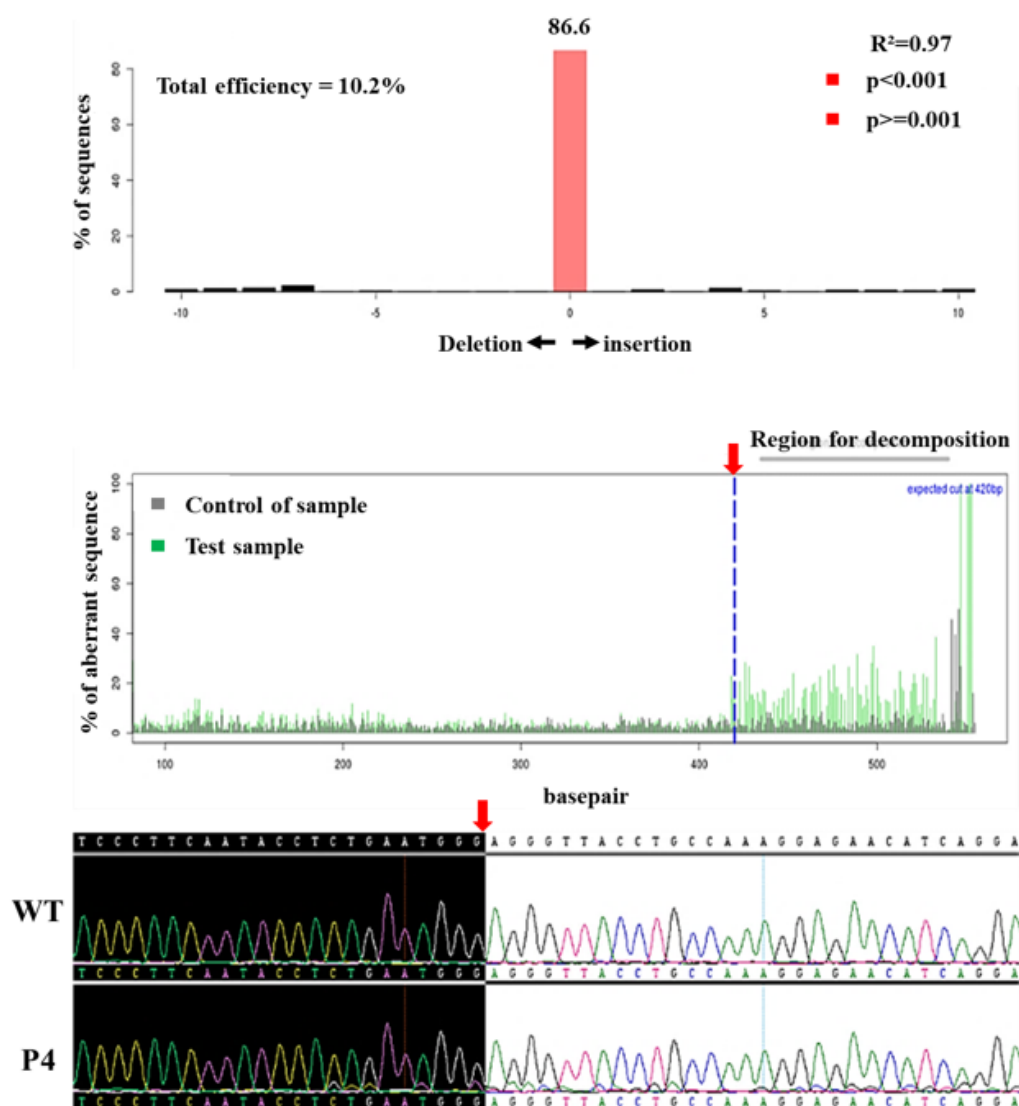 86.6
R²=0.97
Total efficiency = 10.2%
p<0.001
p>=0.001
% of sequences
80
60
40
20
0
-10 -5 0 5 10
Deletion insertion
Region for decomposition
expected cut at 420bp
Control of sample
Test sample
% of aberrant sequence
100
80
60
40
20
0
100 200 300 400 500
basepair
T C C C T T C A A T A C C T C T G A A T G G G A G G G T T A C C T G C C A A A G G A G A A C A T C A G G A
WT
T C C C T T C A A T A C C T C T G A A T G G G A G G G T T A C C T G C C A A A G G A G A A C A T C A G G A
P4
T C C C T T C A A T A C C T C T G A A T G G G A G G G T T A C C T G C C A A A G G A G A A C A T C A G G A